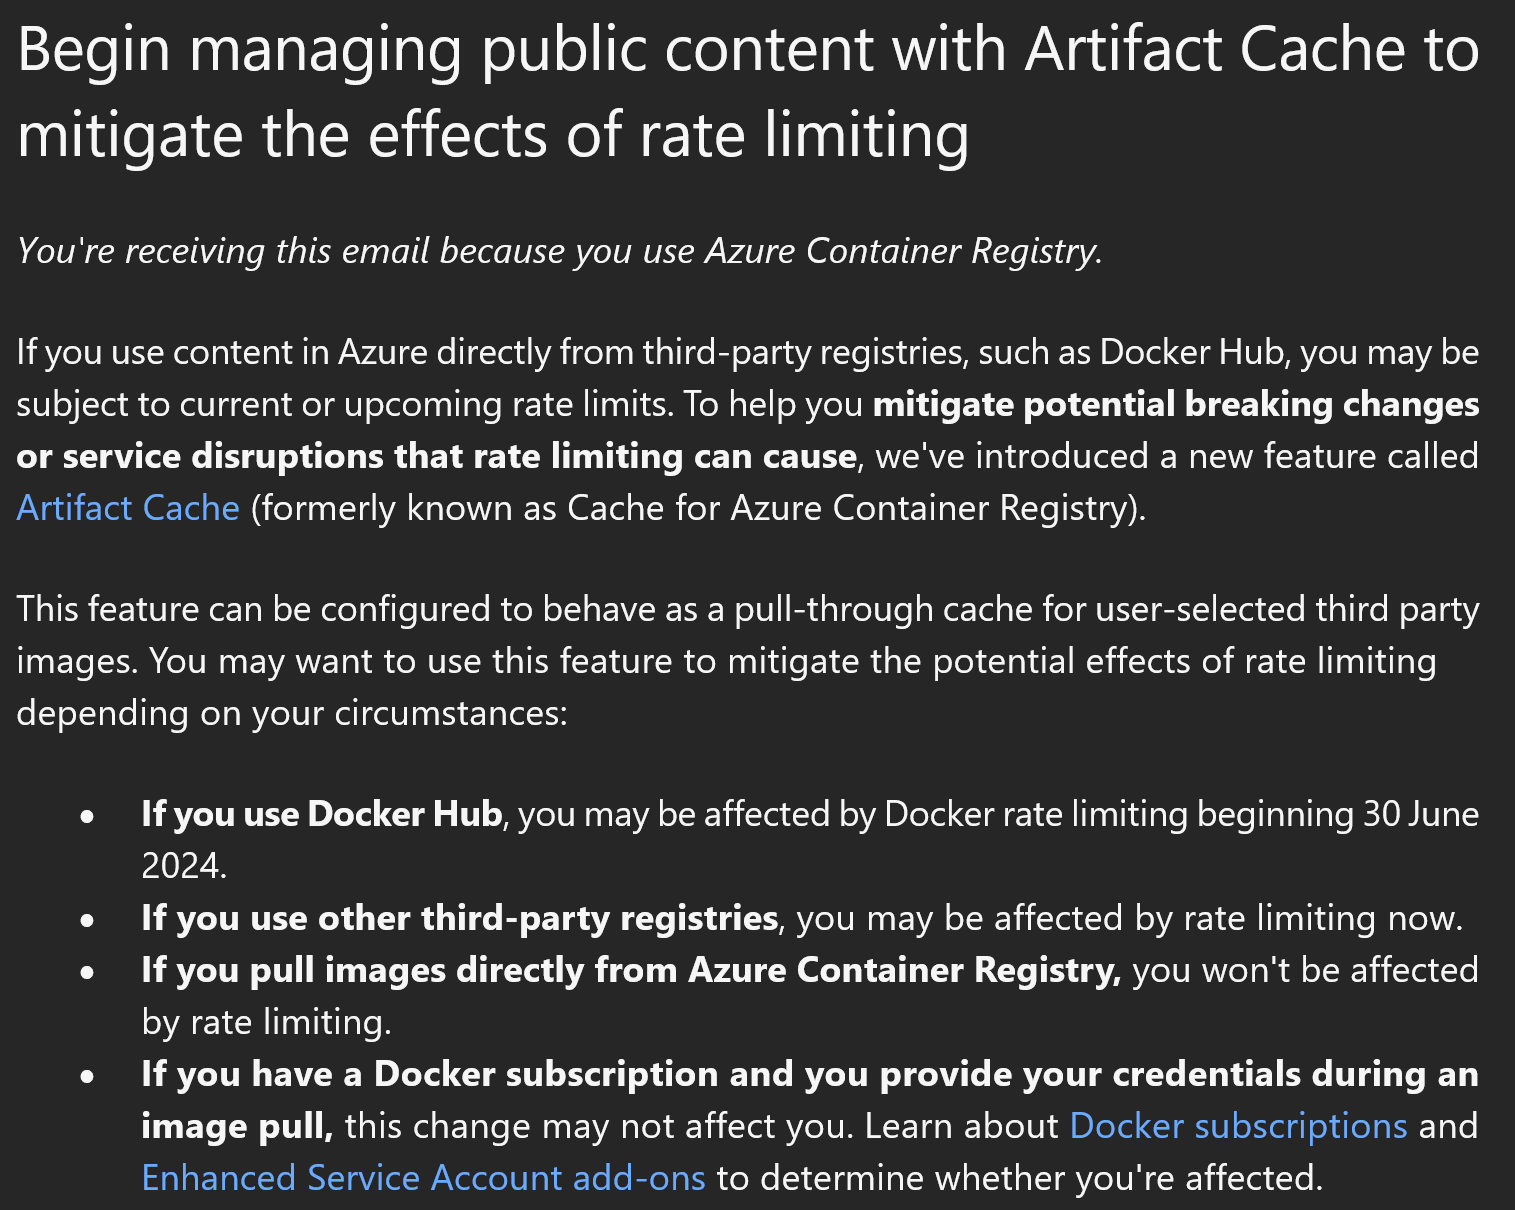 Begin managing public content with Artifact Cache to
mitigate the effects of rate limiting
You're receiving this email because you use Azure Container Registry.
If you use content in Azure directly from third-party registries, such as Docker Hub, you may be
subject to current or upcoming rate limits. To help you mitigate potential breaking changes
or service disruptions that rate limiting can cause, we've introduced a new feature called
Artifact Cache (formerly known as Cache for Azure Container Registry).
This feature can be configured to behave as a pull-through cache for user-selected third party
images. You may want to use this feature to mitigate the potential effects of rate limiting
depending on your circumstances:
• If you use Docker Hub, you may be affected by Docker rate limiting beginning 30 June
2024.
• If you use other third-party registries, you may be affected by rate limiting now.
• If you pull images directly from Azure Container Registry, you won't be affected
by rate limiting.
• If you have a Docker subscription and you provide your credentials during an
image pull, this change may not affect you. Learn about Docker subscriptions and
Enhanced Service Account add-ons to determine whether you're affected.